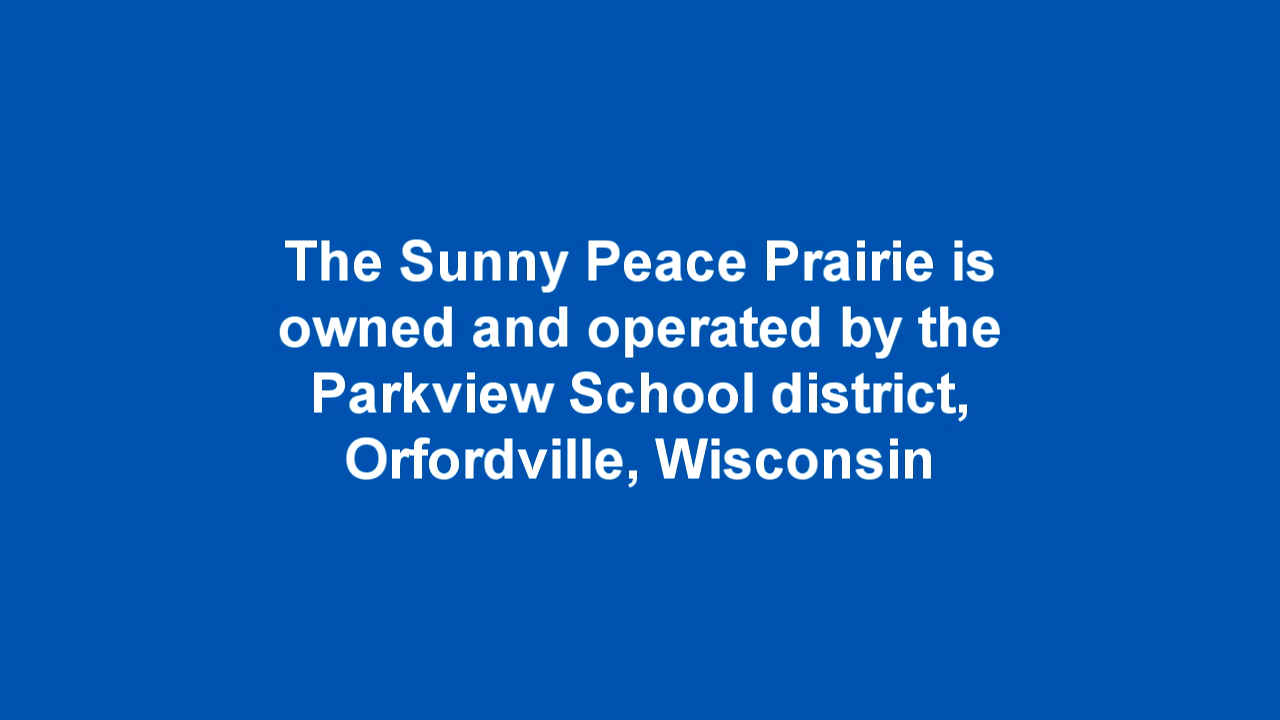 The Sunny Peace Prairie is
owned and operated by the
Parkview School district,
Orfordville, Wisconsin